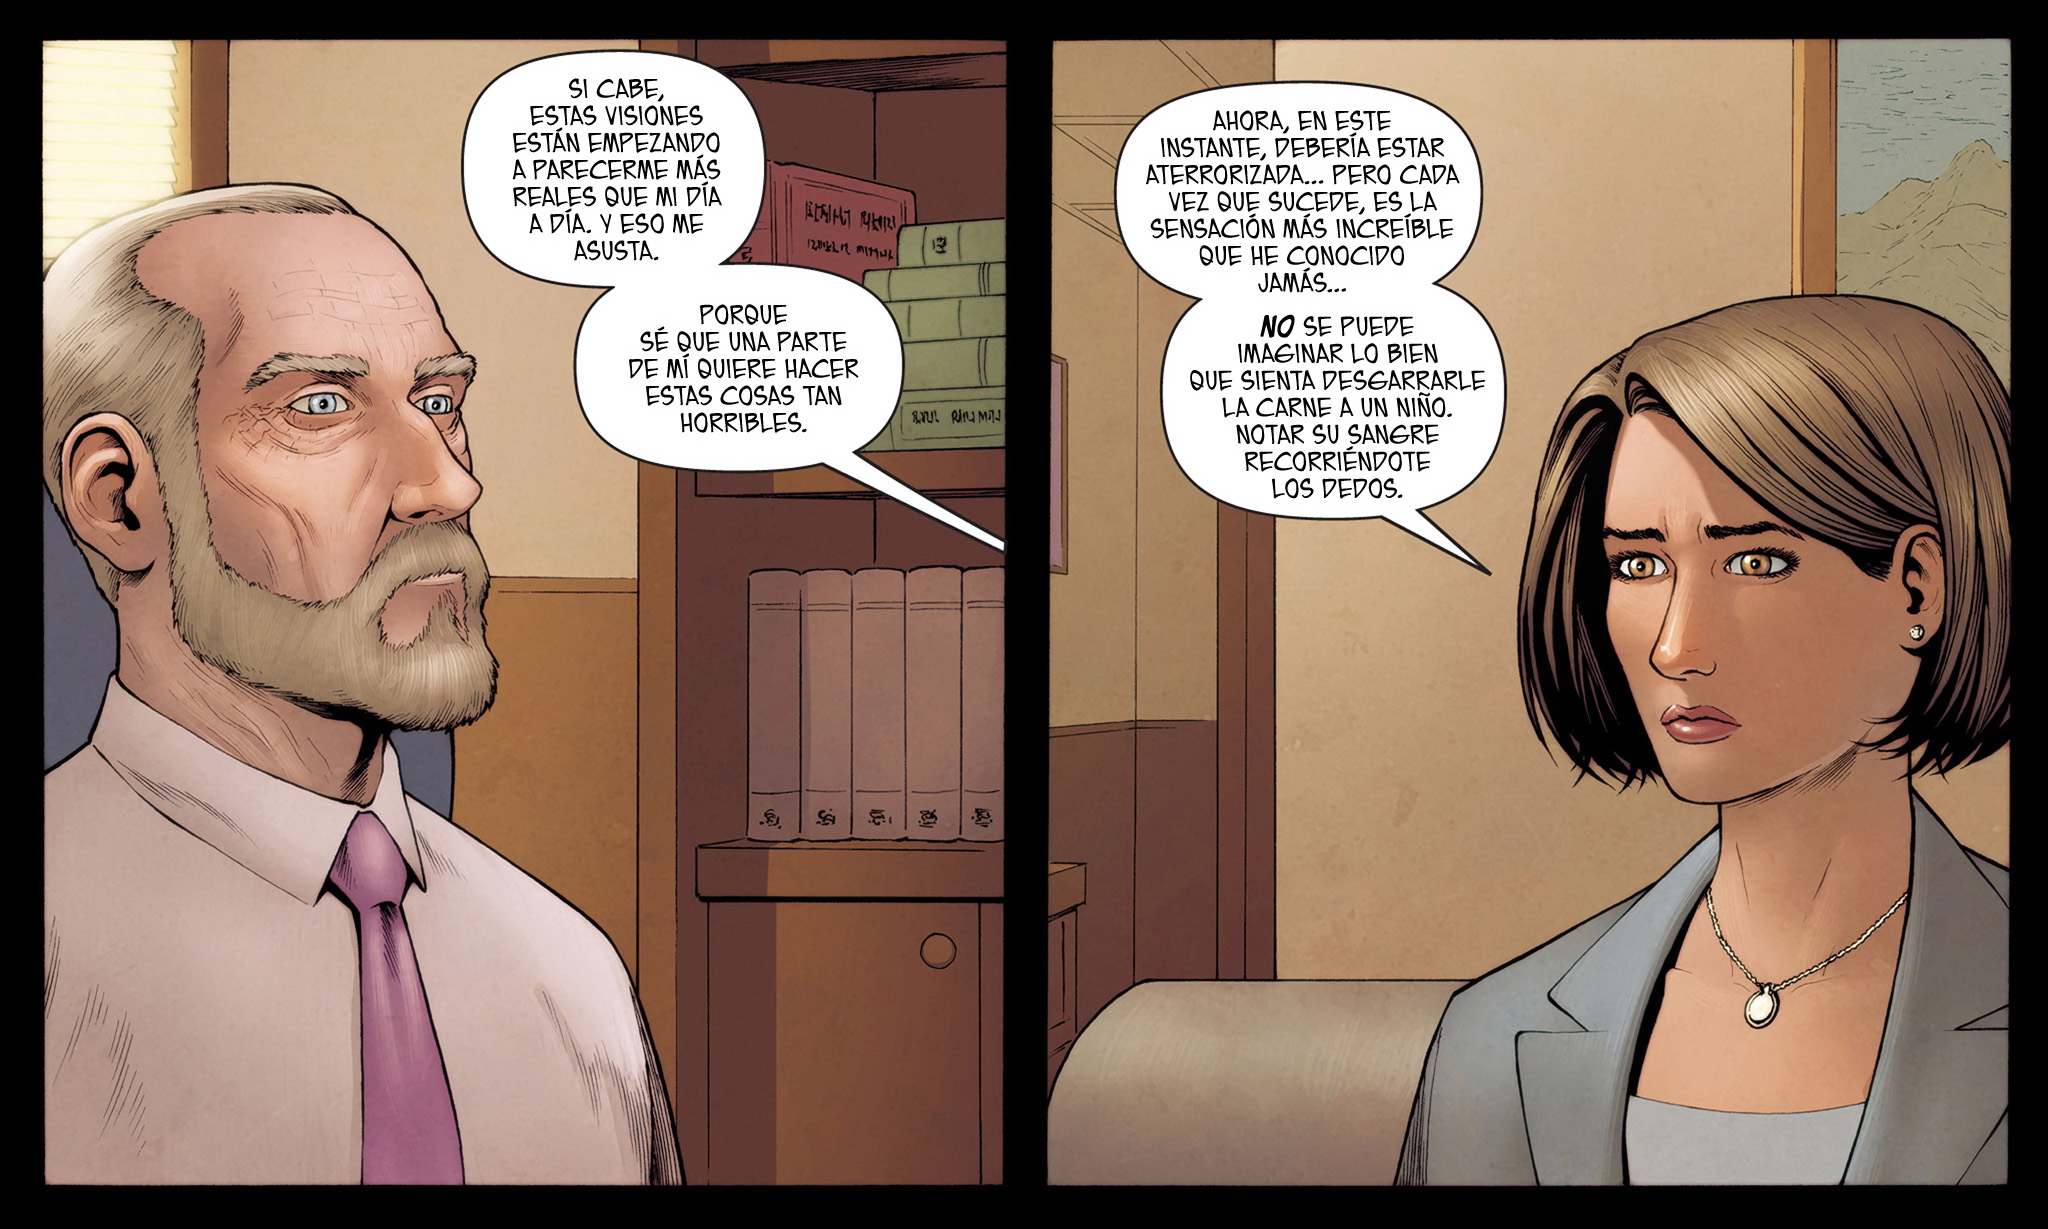 SI CABE,
ESTAS VISIONES
ESTÁN EMPEZANDO
A PARECERME MÁS
REALES QUE MI DÍA
A DÍA. Y ESO ME
ASUSTA.
PORQUE
SÉ QUE UNA PARTE
DE MÍ QUIERE HACER
ESTAS COSAS TAN
HORRIBLES.
AHORA, EN ESTE
INSTANTE, DEBERÍA ESTAR
ATERRORIZADA... PERO CADA
VEZ QUE SUCEDE, ES LA
SENSACIÓN MÁS INCREÍBLE
QUE HE CONOCIDO
JAMÁS...
NO SE PUEDE
IMAGINAR LO BIEN
QUE SIENTA DESGARRARLE
LA CARNE A UN NIÑO.
NOTAR SU SANGRE
RECORRIÉNDOTE
LOS DEDOS.